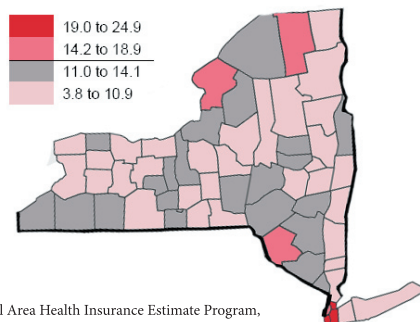 19.0 to 24.9
14.2 to 18.9
11.0 to 14.1
3.8 to 10.9
l Area Health Insurance Estimate Program,